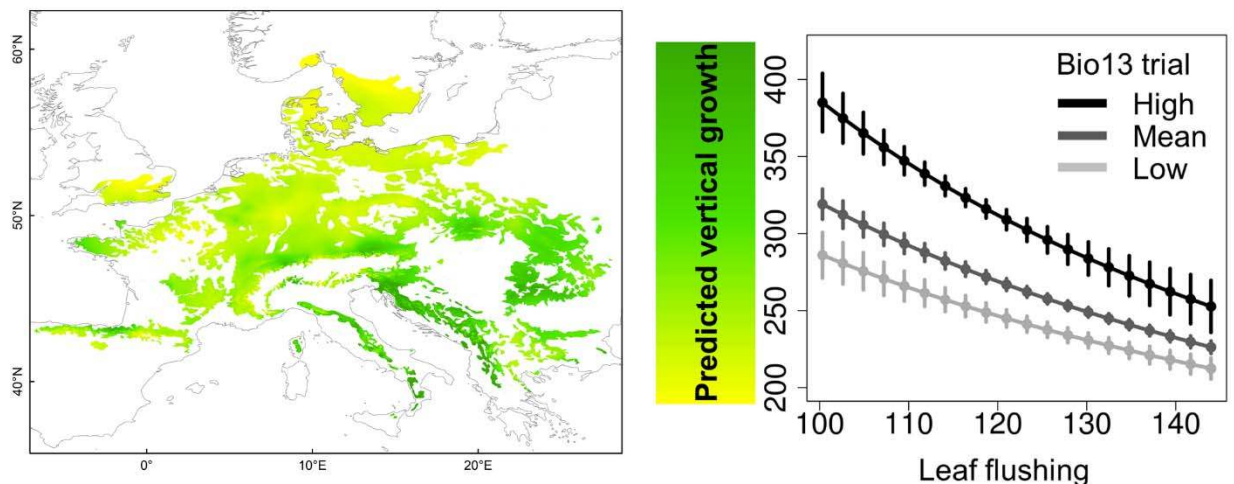 60°N
50°N
40°N
0°
10°E
20°E
Predicted vertical growth
400
350
300
250
200
Bio13 trial
High
Mean
Low
100
110
120
130
140
Leaf flushing